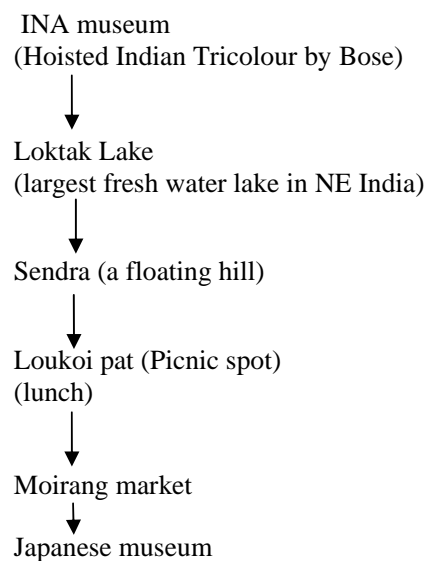 INA museum
(Hoisted Indian Tricolour by Bose)
Loktak Lake
(largest fresh water lake in NE India)
Sendra (a floating hill)
Loukoi pat (Picnic spot)
(lunch)
Moirang market
Japanese museum